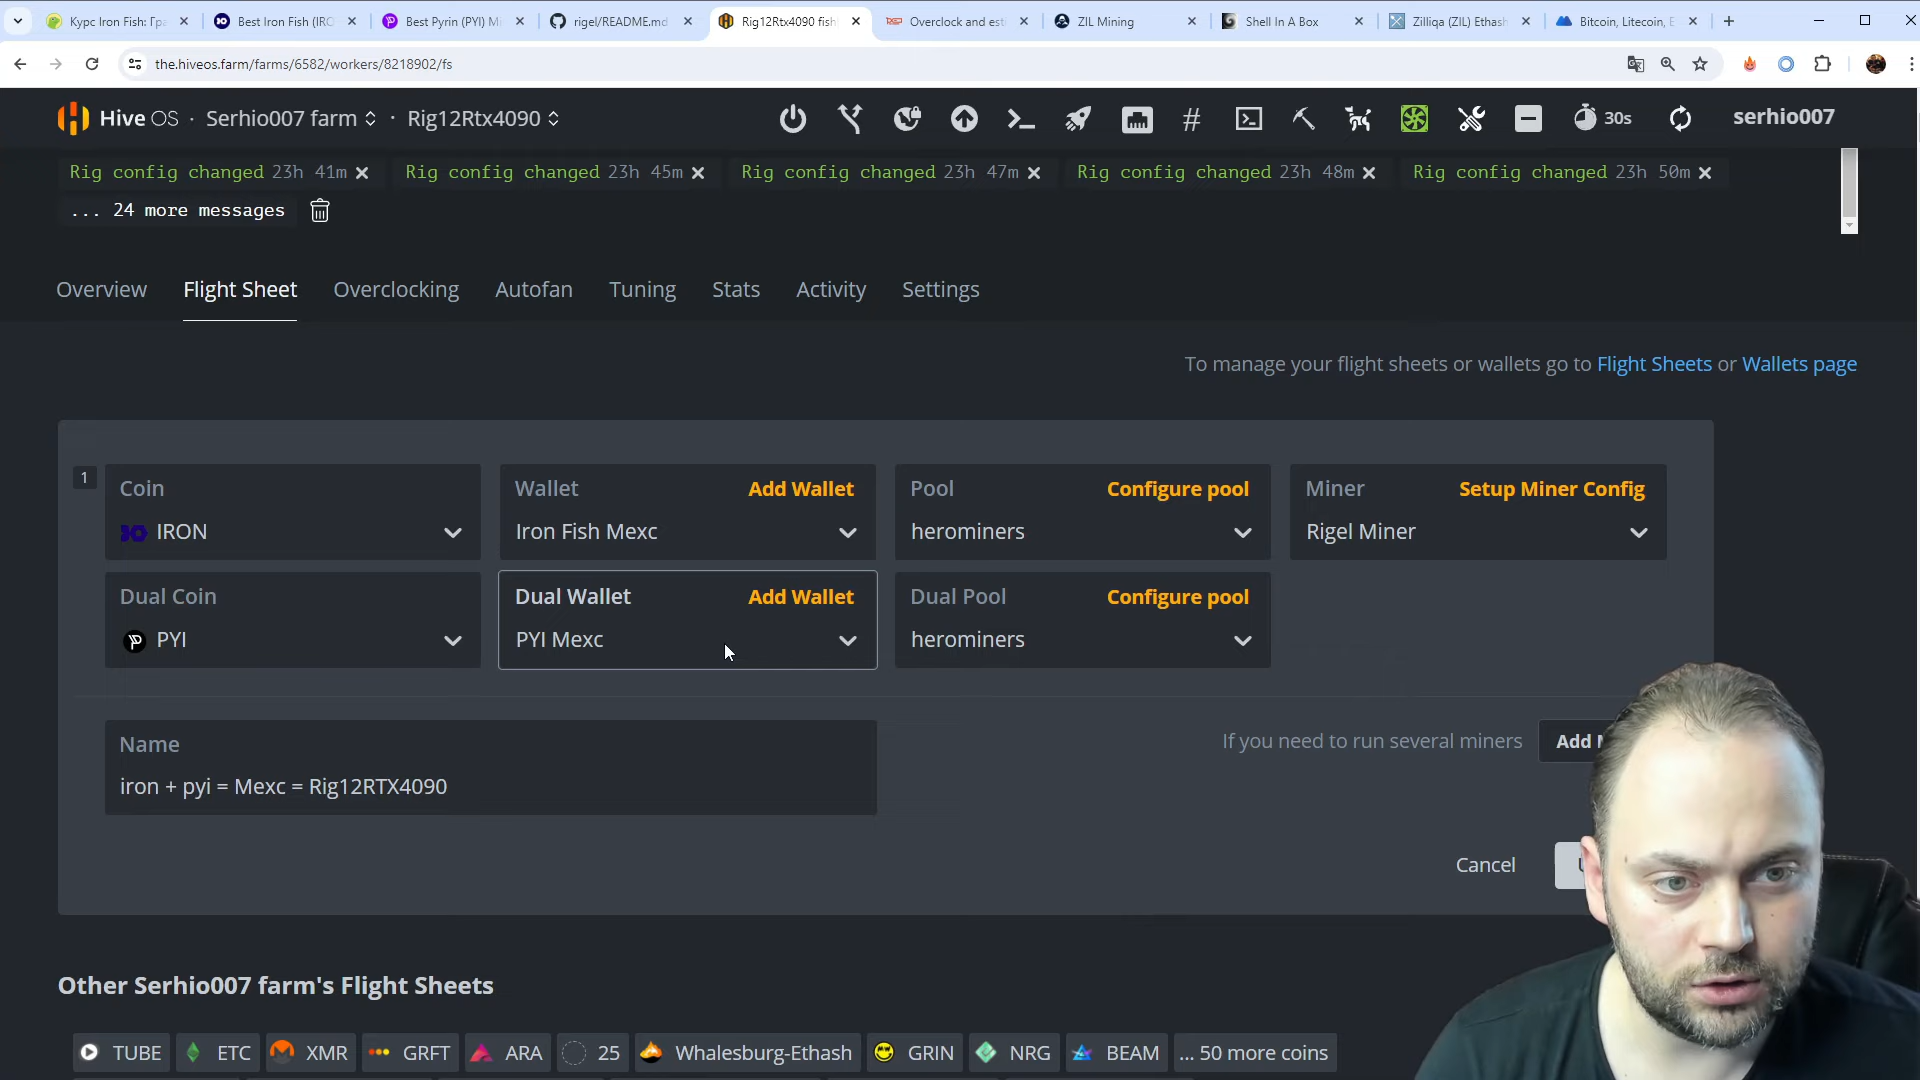 Курс Iron Fish: Гра
Best Iron Fish (IRO
Best Pyrin (PYI) Mi
rigel/README.md
Rig12Rtx4090 fish
Overclock and est
ZIL Mining
Shell In A Box
Zilliqa (ZIL) Ethash
Bitcoin, Litecoin, E
the.hiveos.farm/farms/6582/workers/8218902/fs
Hive OS · Serhio007 farm · Rig12Rtx4090
30s
serhio007
Rig config changed 23h 41m
Rig config changed 23h 45m
Rig config changed 23h 47m
Rig config changed 23h 48m
Rig config changed 23h 50m
... 24 more messages
Overview
Flight Sheet
Overclocking
Autofan
Tuning
Stats
Activity
Settings
To manage your flight sheets or wallets go to Flight Sheets or Wallets page
1
Coin
IRON
Wallet
Add Wallet
Iron Fish Mexc
Pool
Configure pool
herominers
Miner
Setup Miner Config
Rigel Miner
Dual Coin
PYI
Dual Wallet
Add Wallet
PYI Mexc
Dual Pool
Configure pool
herominers
Name
iron + pyi = Mexc = Rig12RTX4090
If you need to run several miners
Add
Cancel
Other Serhio007 farm's Flight Sheets
TUBE
ETC
XMR
GRFT
ARA
25
Whalesburg-Ethash
GRIN
NRG
BEAM
... 50 more coins